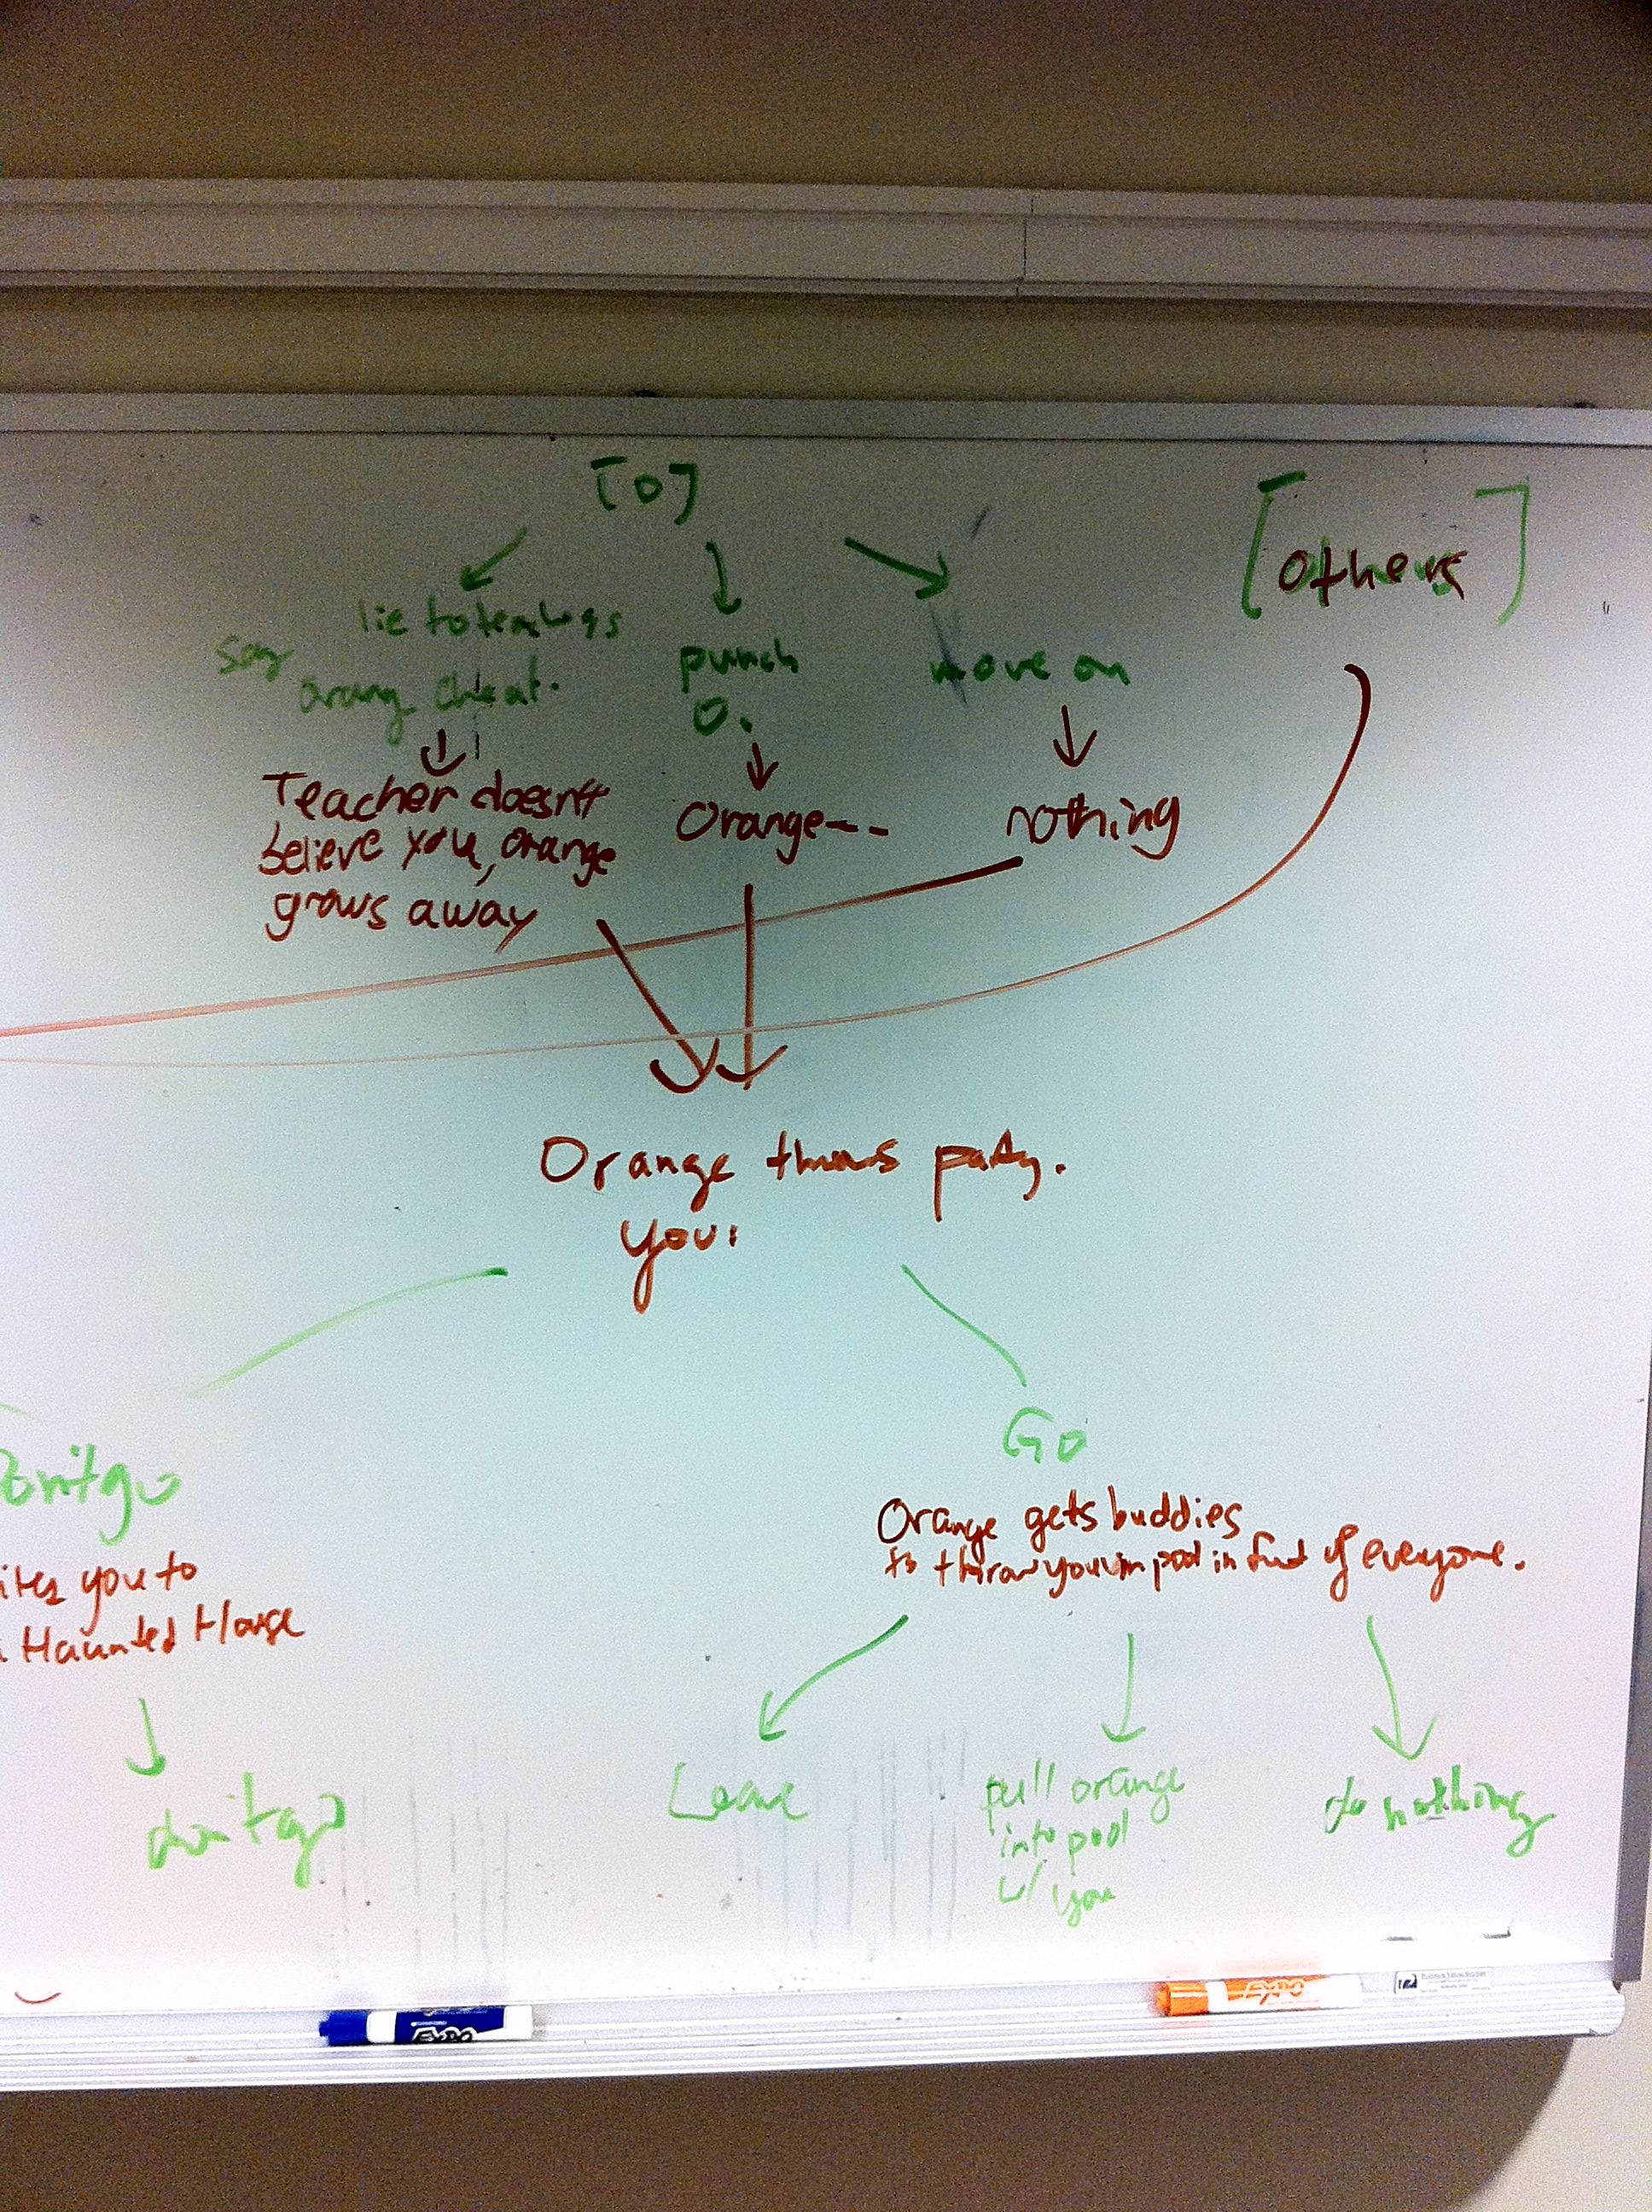 [O]
[Others]
lie to
say
orang cheat.
punch
O.
move on
Teacher doesn't
believe you, orange
grows away
Orange--
nothing
Orange throws party.
you:
Don't go
Go
ites you to
Haunted House
Orange gets buddies
to throw you in pool in front of everyone.
don't go
Leave
pull orange
into pool
w/ you
do nothing
EXPO
EXPO